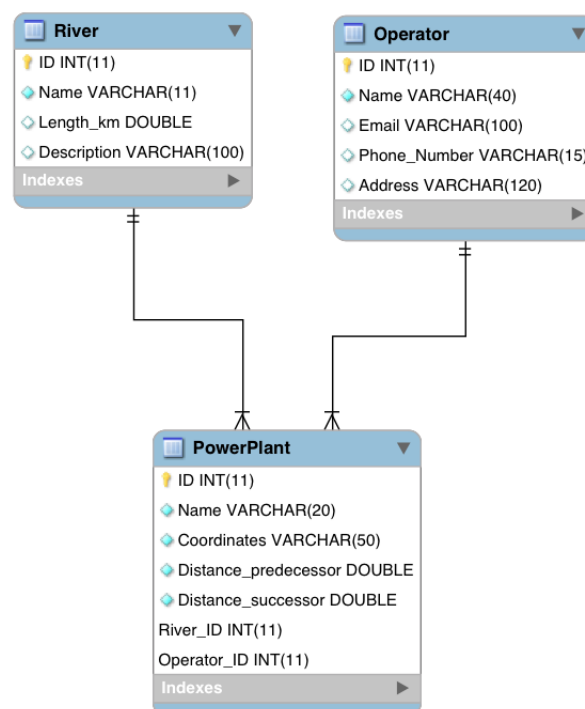 River
ID INT(11)
Name VARCHAR(11)
Length_km DOUBLE
Description VARCHAR(100)
Indexes
Operator
ID INT(11)
Name VARCHAR(40)
Email VARCHAR(100)
Phone_Number VARCHAR(15)
Address VARCHAR(120)
Indexes
PowerPlant
ID INT(11)
Name VARCHAR(20)
Coordinates VARCHAR(50)
Distance_predecessor DOUBLE
Distance_successor DOUBLE
River_ID INT(11)
Operator_ID INT(11)
Indexes